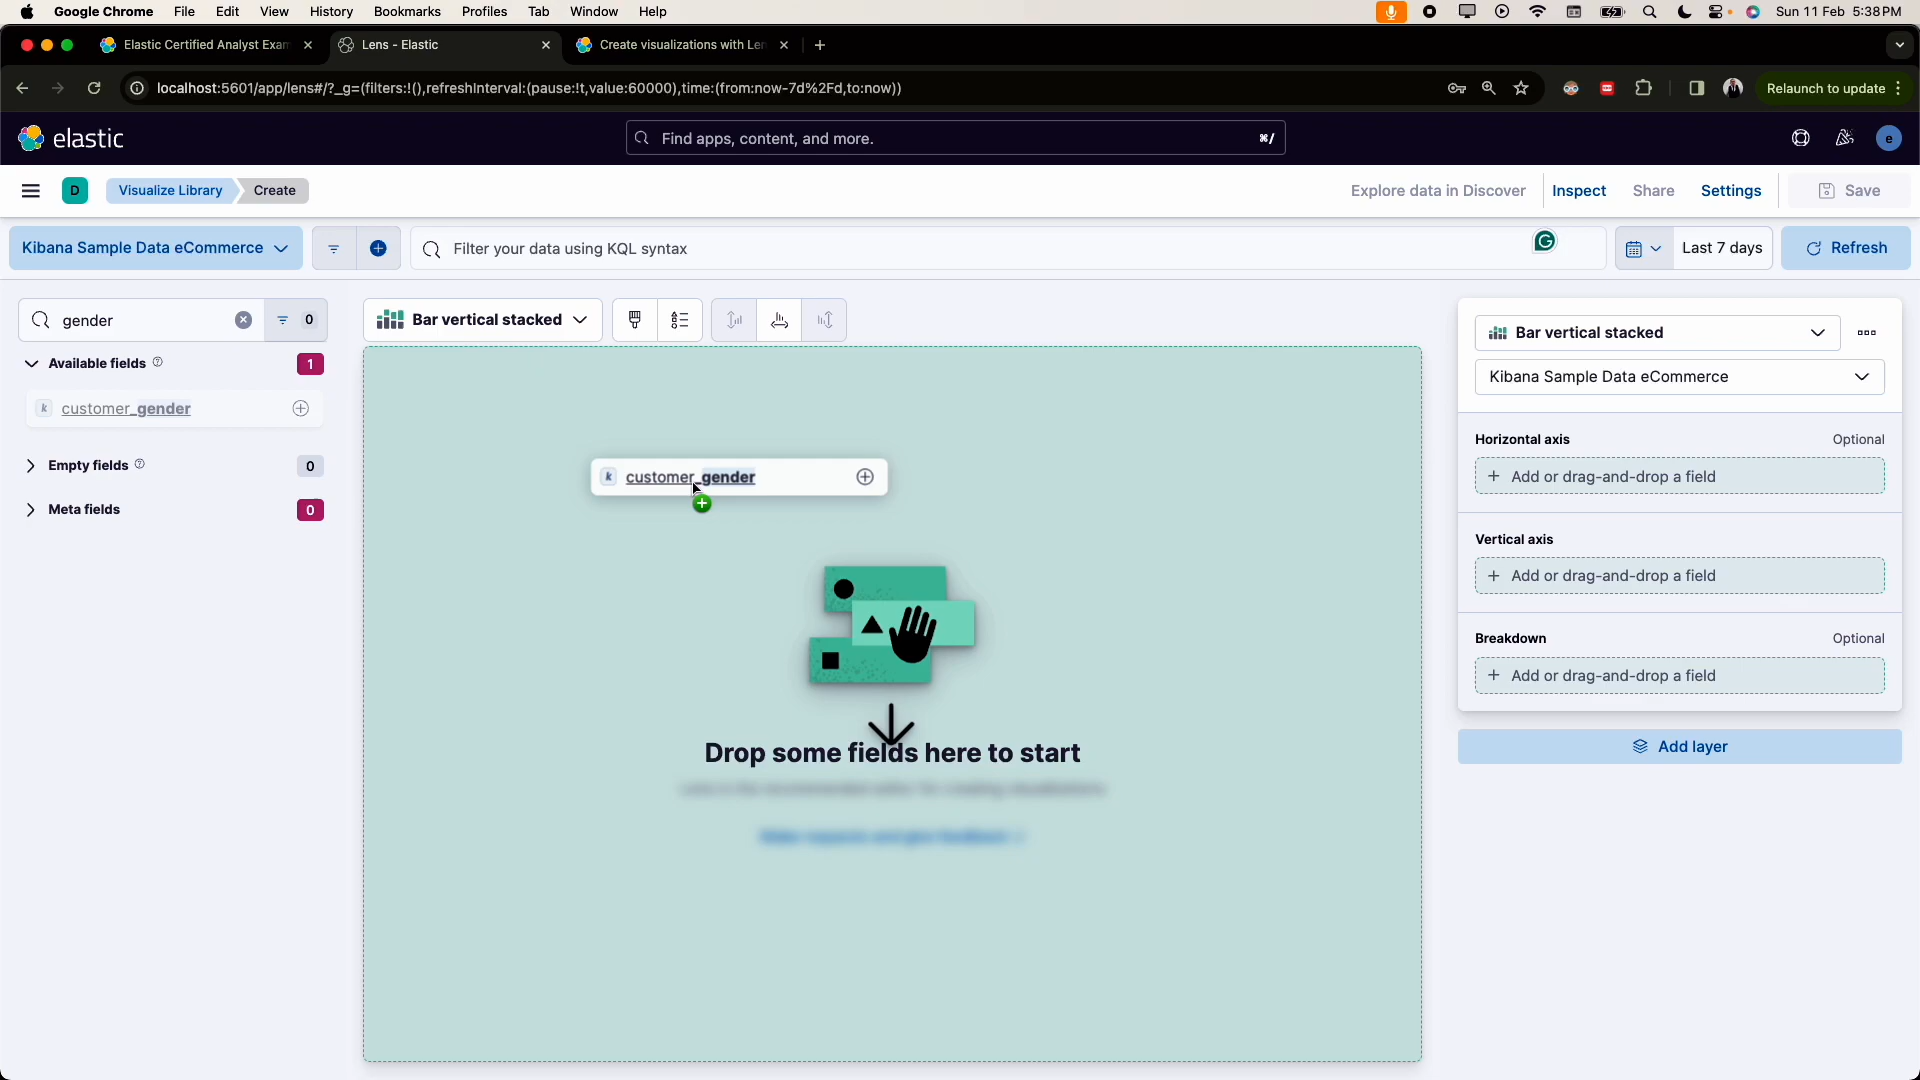 Google Chrome File Edit View History Bookmarks Profiles Tab Window Help Sun 11 Feb 5:38 PM
Elastic Certified Analyst Exam Lens - Elastic Create visualizations with Len
localhost:5601/app/lens#/?_g=(filters:!(),refreshInterval:(pause:!t,value:60000),time:(from:now-7d%2Fd,to:now)) Relaunch to update
elastic Find apps, content, and more. ⌘/ e
D Visualize Library Create Explore data in Discover Inspect Share Settings Save
Kibana Sample Data eCommerce Filter your data using KQL syntax Last 7 days Refresh
gender 0 Bar vertical stacked
Bar vertical stacked
Available fields 1
Kibana Sample Data eCommerce
k customer_gender
Horizontal axis Optional
Empty fields 0
k customer_gender
Add or drag-and-drop a field
Meta fields 0
Vertical axis
Add or drag-and-drop a field
Breakdown Optional
Add or drag-and-drop a field
Drop some fields here to start
Add layer